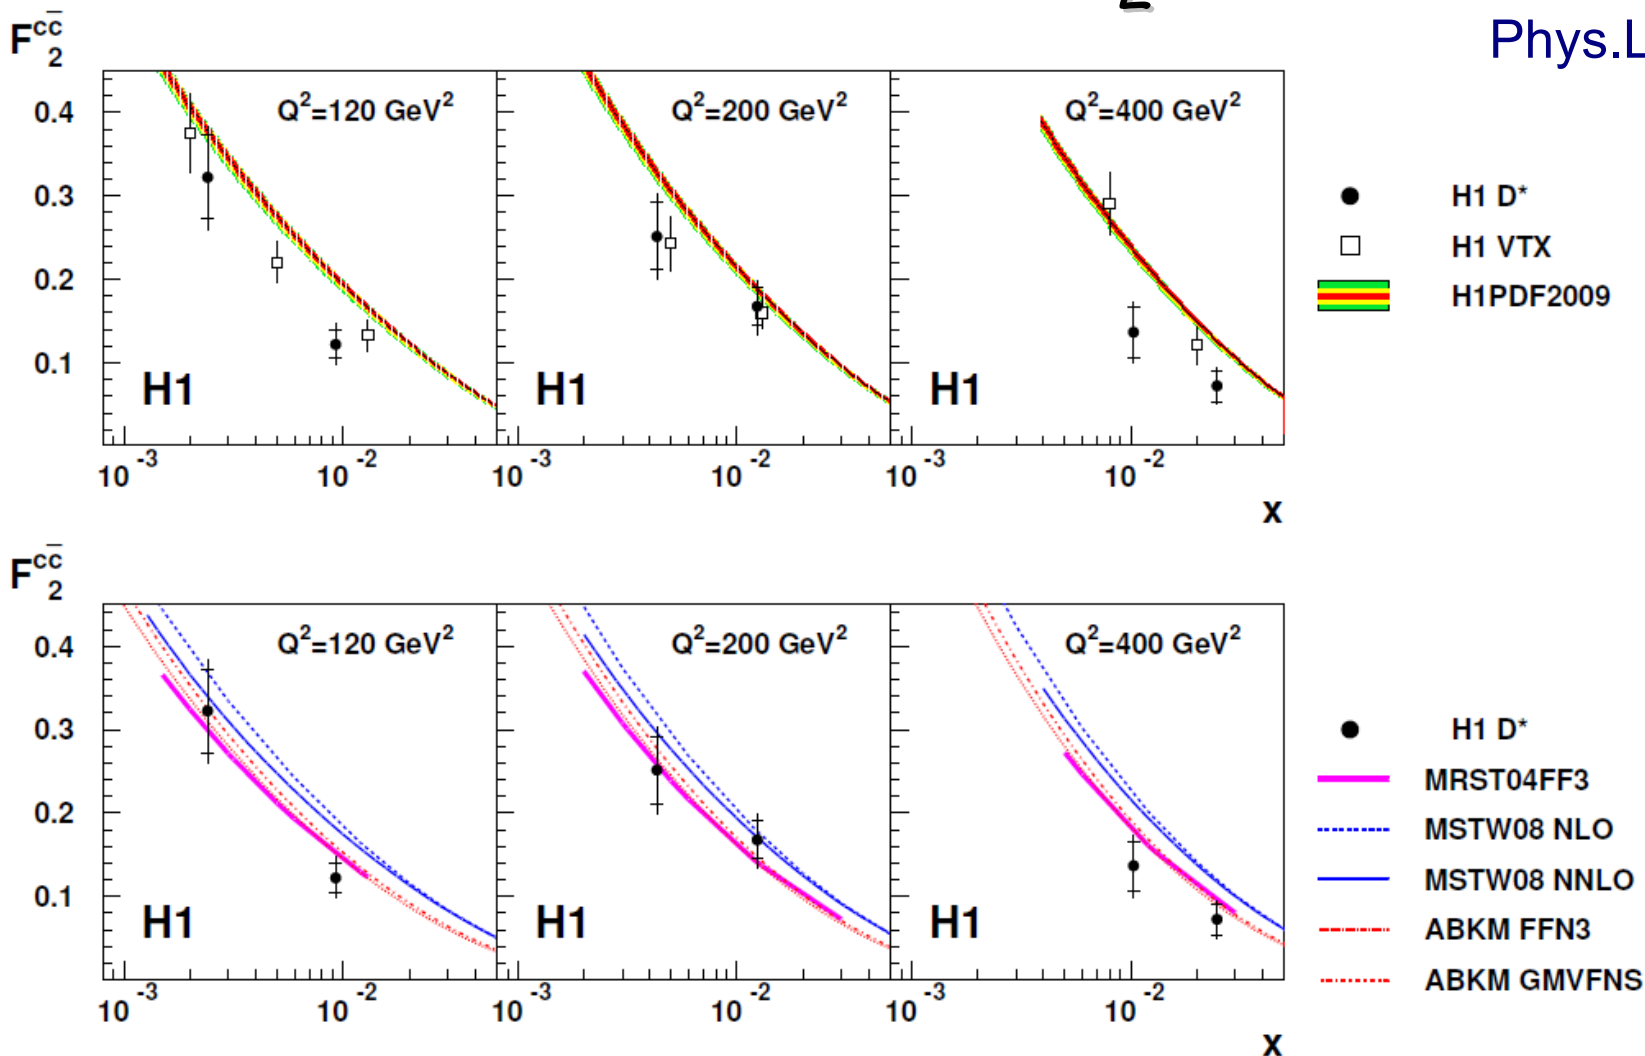 Phys.L
F₂^cc̄
0.4
0.3
0.2
0.1
Q²=120 GeV²
Q²=200 GeV²
Q²=400 GeV²
H1
H1
H1
10⁻³
10⁻²
10⁻³
10⁻²
10⁻³
10⁻²
x
H1 D*
H1 VTX
H1PDF2009
F₂^cc̄
0.4
0.3
0.2
0.1
Q²=120 GeV²
Q²=200 GeV²
Q²=400 GeV²
H1
H1
H1
10⁻³
10⁻²
10⁻³
10⁻²
10⁻³
10⁻²
x
H1 D*
MRST04FF3
MSTW08 NLO
MSTW08 NNLO
ABKM FFN3
ABKM GMVFNS